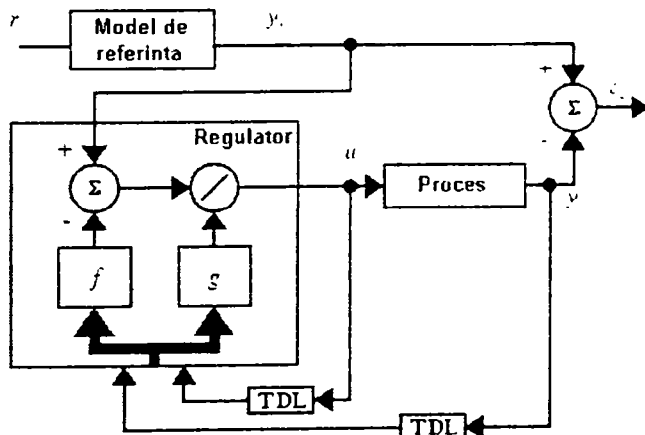 r
Model de
referinta
+
Regulator
Σ
-
f
g
u
Proces
y
+
Σ
-
TDL
TDL